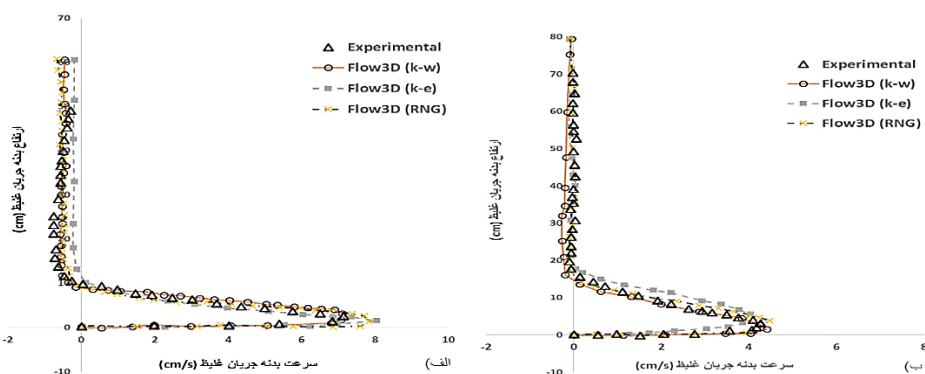 70
Experimental
Flow3D (k-w)
Flow3D (k-e)
Flow3D (RNG)
ارتفاع بدنه جریان غلیظ (cm)
10
0
-10
-2
0
2
4
6
8
10
سرعت بدنه جریان غلیظ (cm/s)
الف)
80
70
60
50
40
30
20
10
0
-10
Experimental
Flow3D (k-w)
Flow3D (k-e)
Flow3D (RNG)
ارتفاع بدنه جریان غلیظ (cm)
-2
0
2
4
6
8
سرعت بدنه جریان غلیظ (cm/s)
ب)